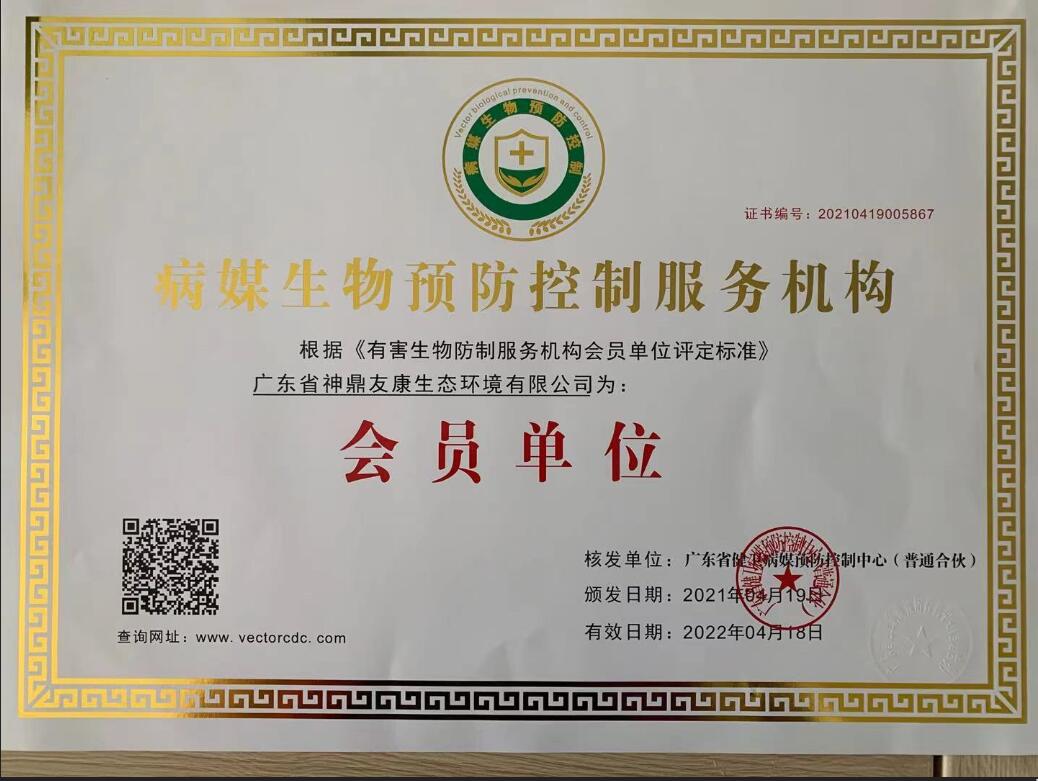 Vector biological prevention and control
病媒生物预防控制
证书编号：20210419005867
病媒生物预防控制服务机构
根据《有害生物防制服务机构会员单位评定标准》
广东省神鼎友康生态环境有限公司为：
会员单位
核发单位：广东省健卫病媒预防控制中心（普通合伙）
颁发日期：2021年04月19日
有效日期：2022年04月18日
查询网址：www. vectorcdc. com